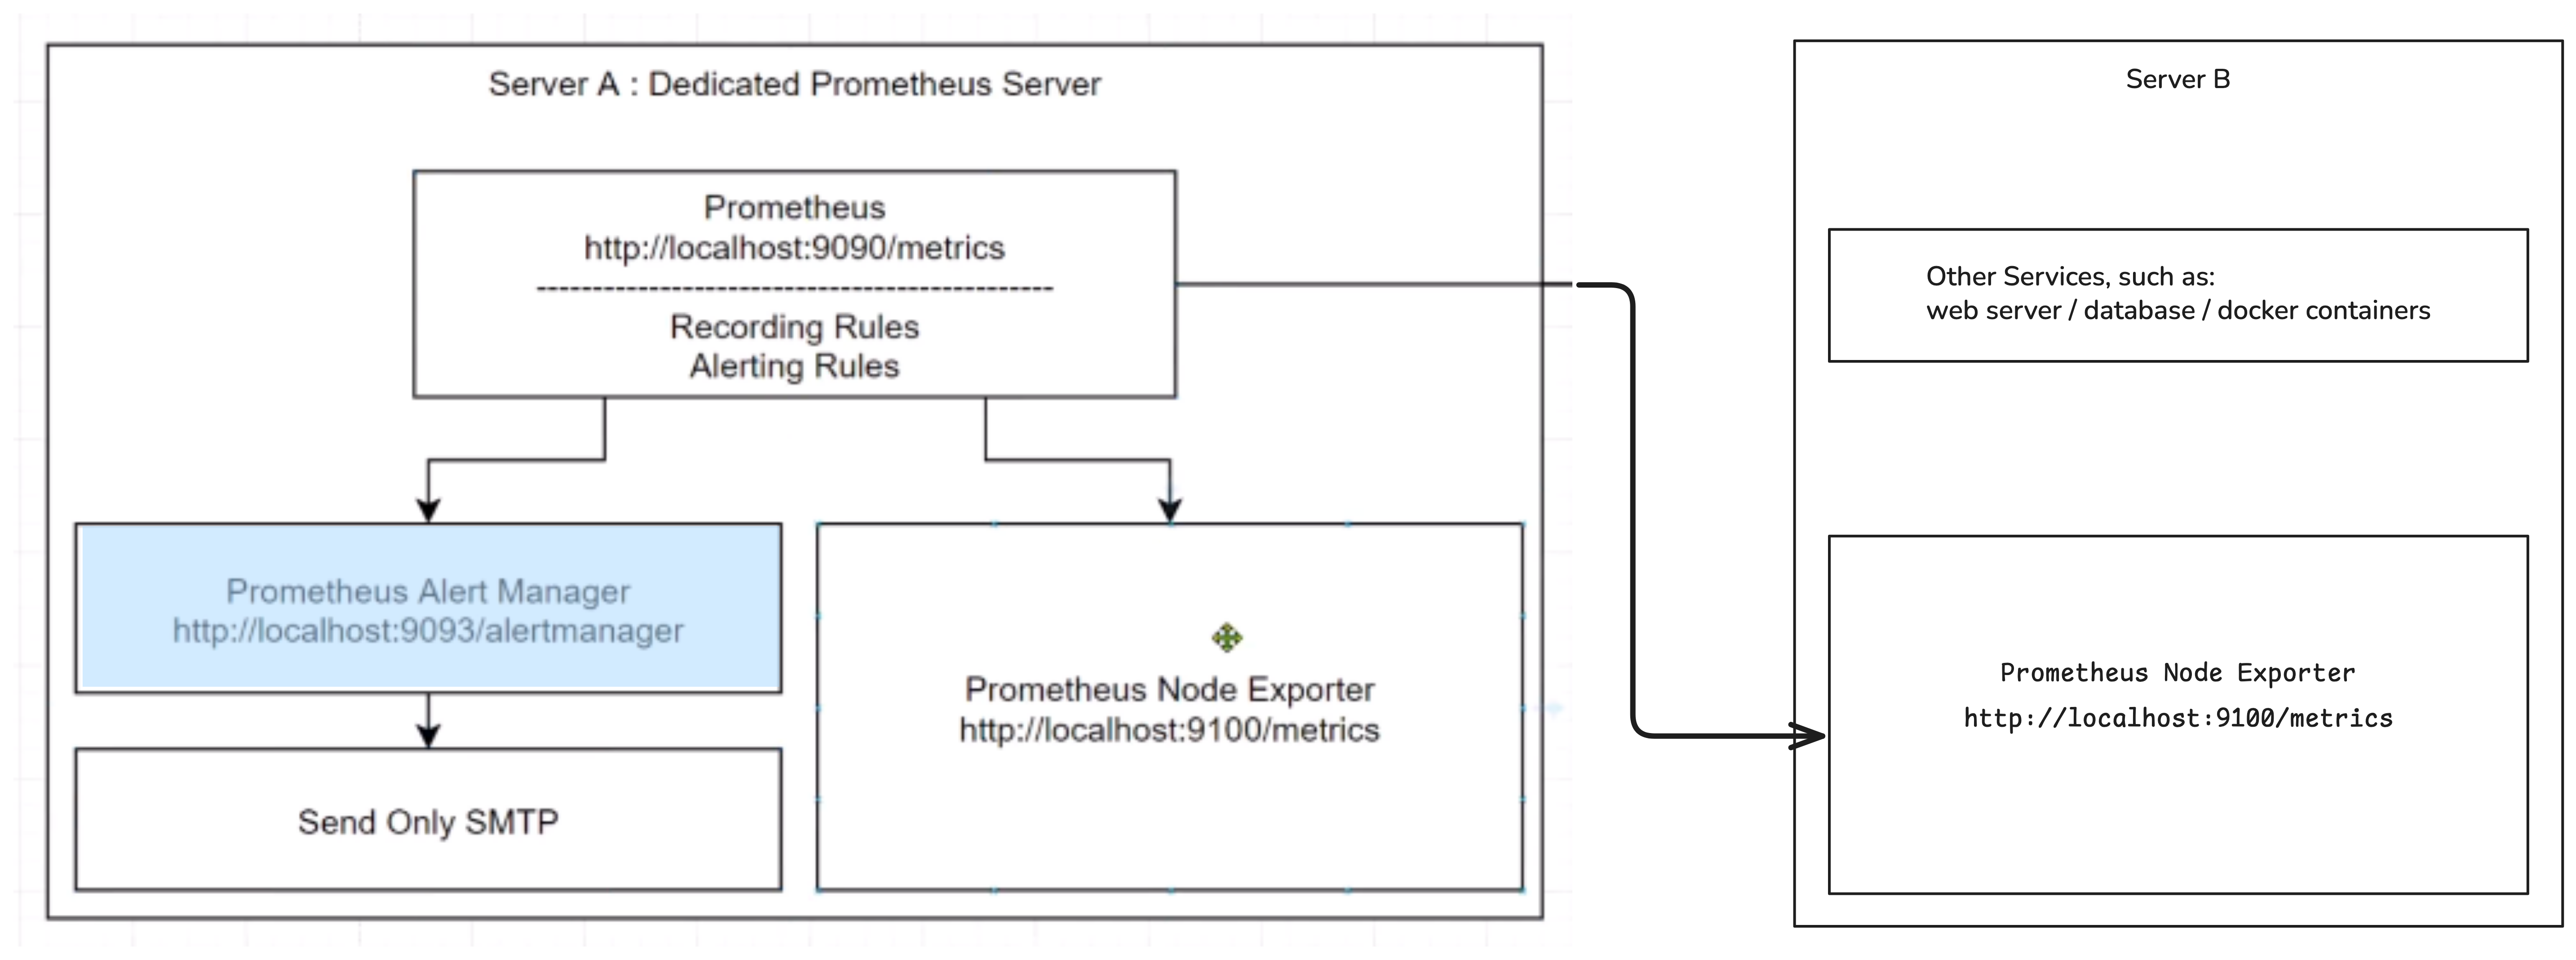 Server A : Dedicated Prometheus Server
Prometheus
http://localhost:9090/metrics
-----------------------------------------------
Recording Rules
Alerting Rules
Prometheus Alert Manager
http://localhost:9093/alertmanager
Send Only SMTP
Prometheus Node Exporter
http://localhost:9100/metrics
Server B
Other Services, such as:
web server / database / docker containers
Prometheus Node Exporter
http://localhost:9100/metrics